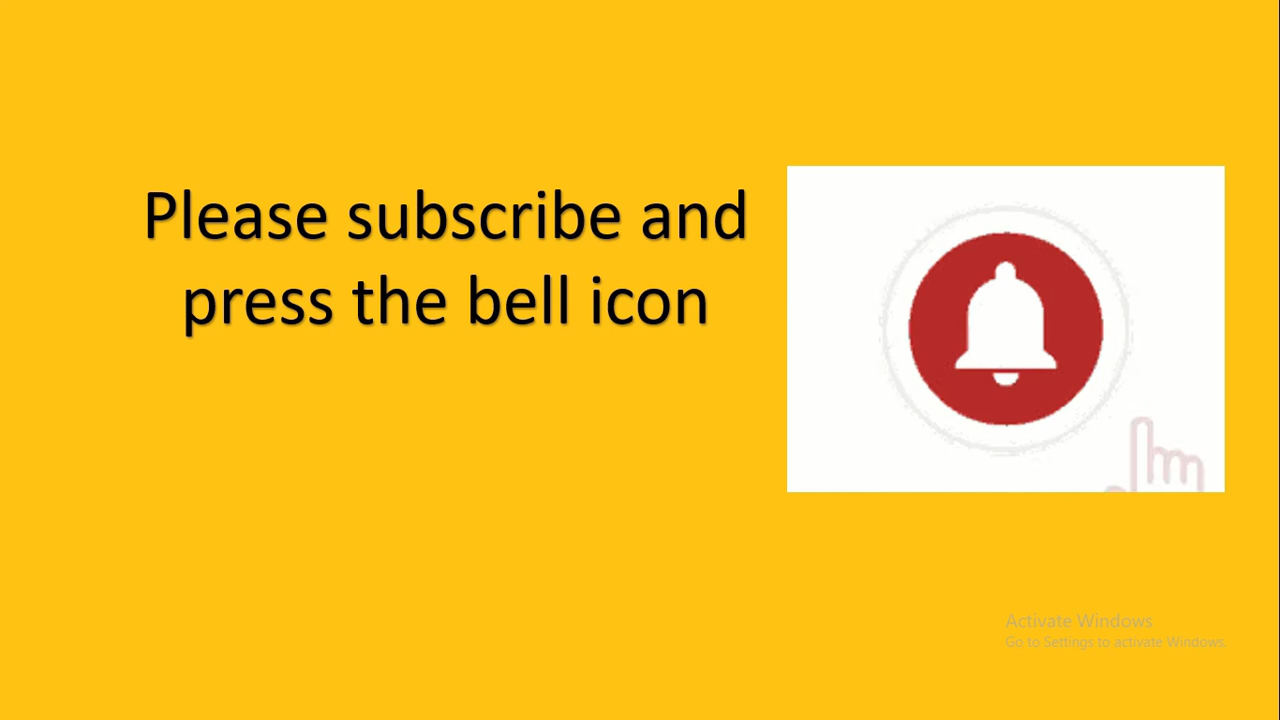 Please subscribe and
press the bell icon
Activate Windows
Go to Settings to activate Windows.